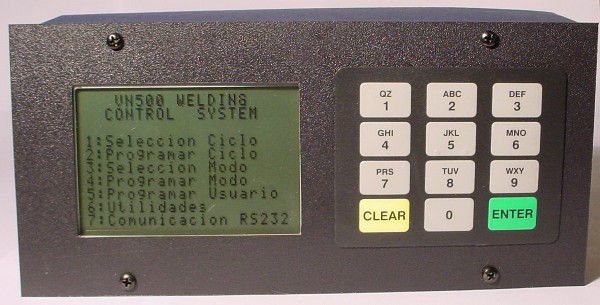 VN500 WELDING
CONTROL SYSTEM
1:Seleccion Ciclo
2:Programar Ciclo
3:Seleccion Modo
4:Programar Modo
5:Programar Usuario
6:Utilidades
7:Comunicacion RS232
QZ ABC DEF
1 2 3
GHI JKL MNO
4 5 6
PRS TUV WXY
7 8 9
CLEAR 0 ENTER